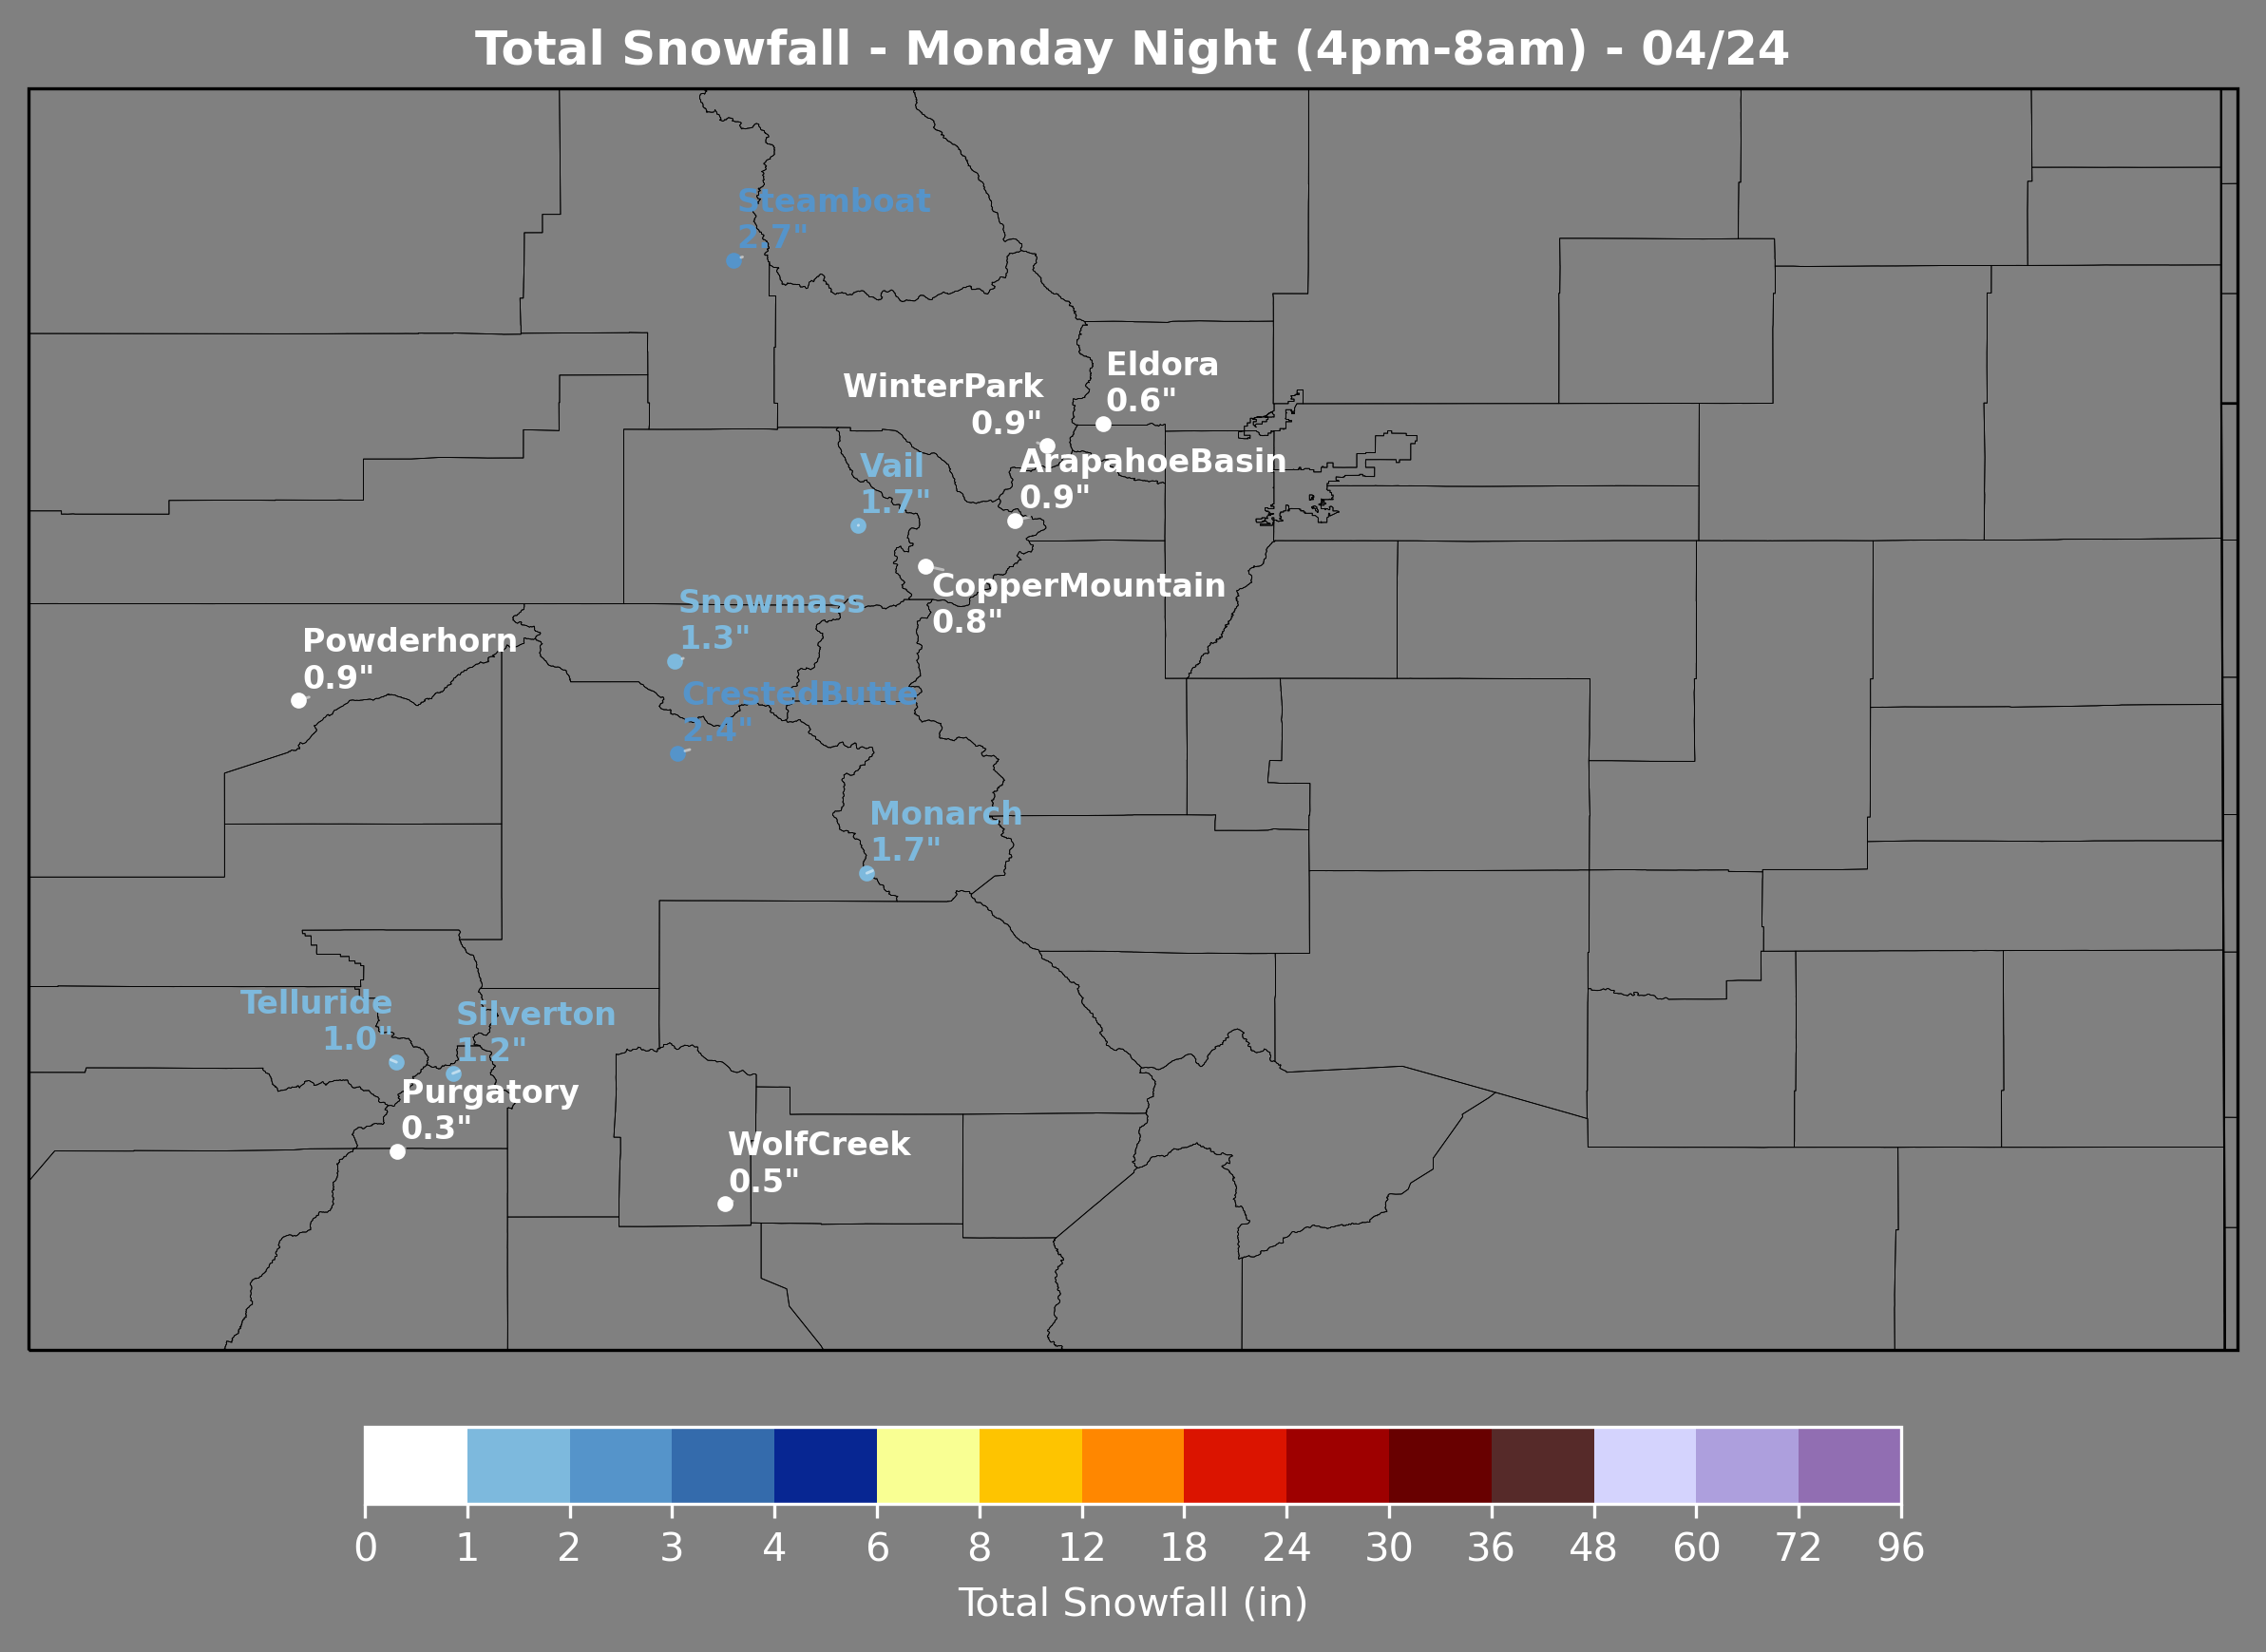 Total Snowfall - Monday Night (4pm-8am) - 04/24
Steamboat
2.7"
Eldora
0.6"
WinterPark
0.9"
ArapahoeBasin
0.9"
Vail
1.7"
CopperMountain
0.8"
Snowmass
1.3"
Powderhorn
0.9"
CrestedButte
2.4"
Monarch
1.7"
Telluride
1.0"
Silverton
1.2"
Purgatory
0.3"
WolfCreek
0.5"
0 1 2 3 4 6 8 12 18 24 30 36 48 60 72 96
Total Snowfall (in)